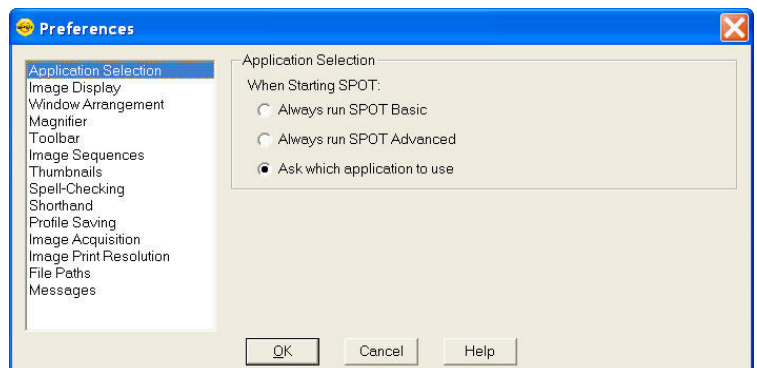 Preferences
Application Selection
Image Display
Window Arrangement
Magnifier
Toolbar
Image Sequences
Thumbnails
Spell-Checking
Shorthand
Profile Saving
Image Acquisition
Image Print Resolution
File Paths
Messages
Application Selection
When Starting SPOT:
Always run SPOT Basic
Always run SPOT Advanced
Ask which application to use
OK
Cancel
Help